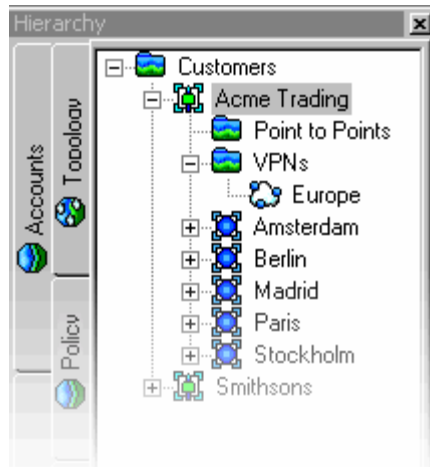 Hierarchy
Accounts
Topology
Policy
Customers
Acme Trading
Point to Points
VPNs
Europe
Amsterdam
Berlin
Madrid
Paris
Stockholm
Smithsons